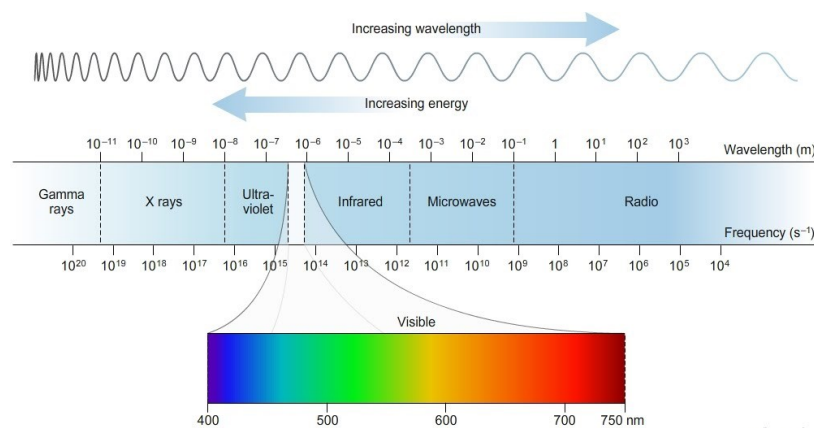 Increasing wavelength
Increasing energy
10⁻¹¹ 10⁻¹⁰ 10⁻⁹ 10⁻⁸ 10⁻⁷ 10⁻⁶ 10⁻⁵ 10⁻⁴ 10⁻³ 10⁻² 10⁻¹ 1 10¹ 10² 10³
Wavelength (m)
Gamma
rays
X rays
Ultra-
violet
Infrared
Microwaves
Radio
Frequency (s⁻¹)
10²⁰ 10¹⁹ 10¹⁸ 10¹⁷ 10¹⁶ 10¹⁵ 10¹⁴ 10¹³ 10¹² 10¹¹ 10¹⁰ 10⁹ 10⁸ 10⁷ 10⁶ 10⁵ 10⁴
Visible
400 500 600 700 750 nm